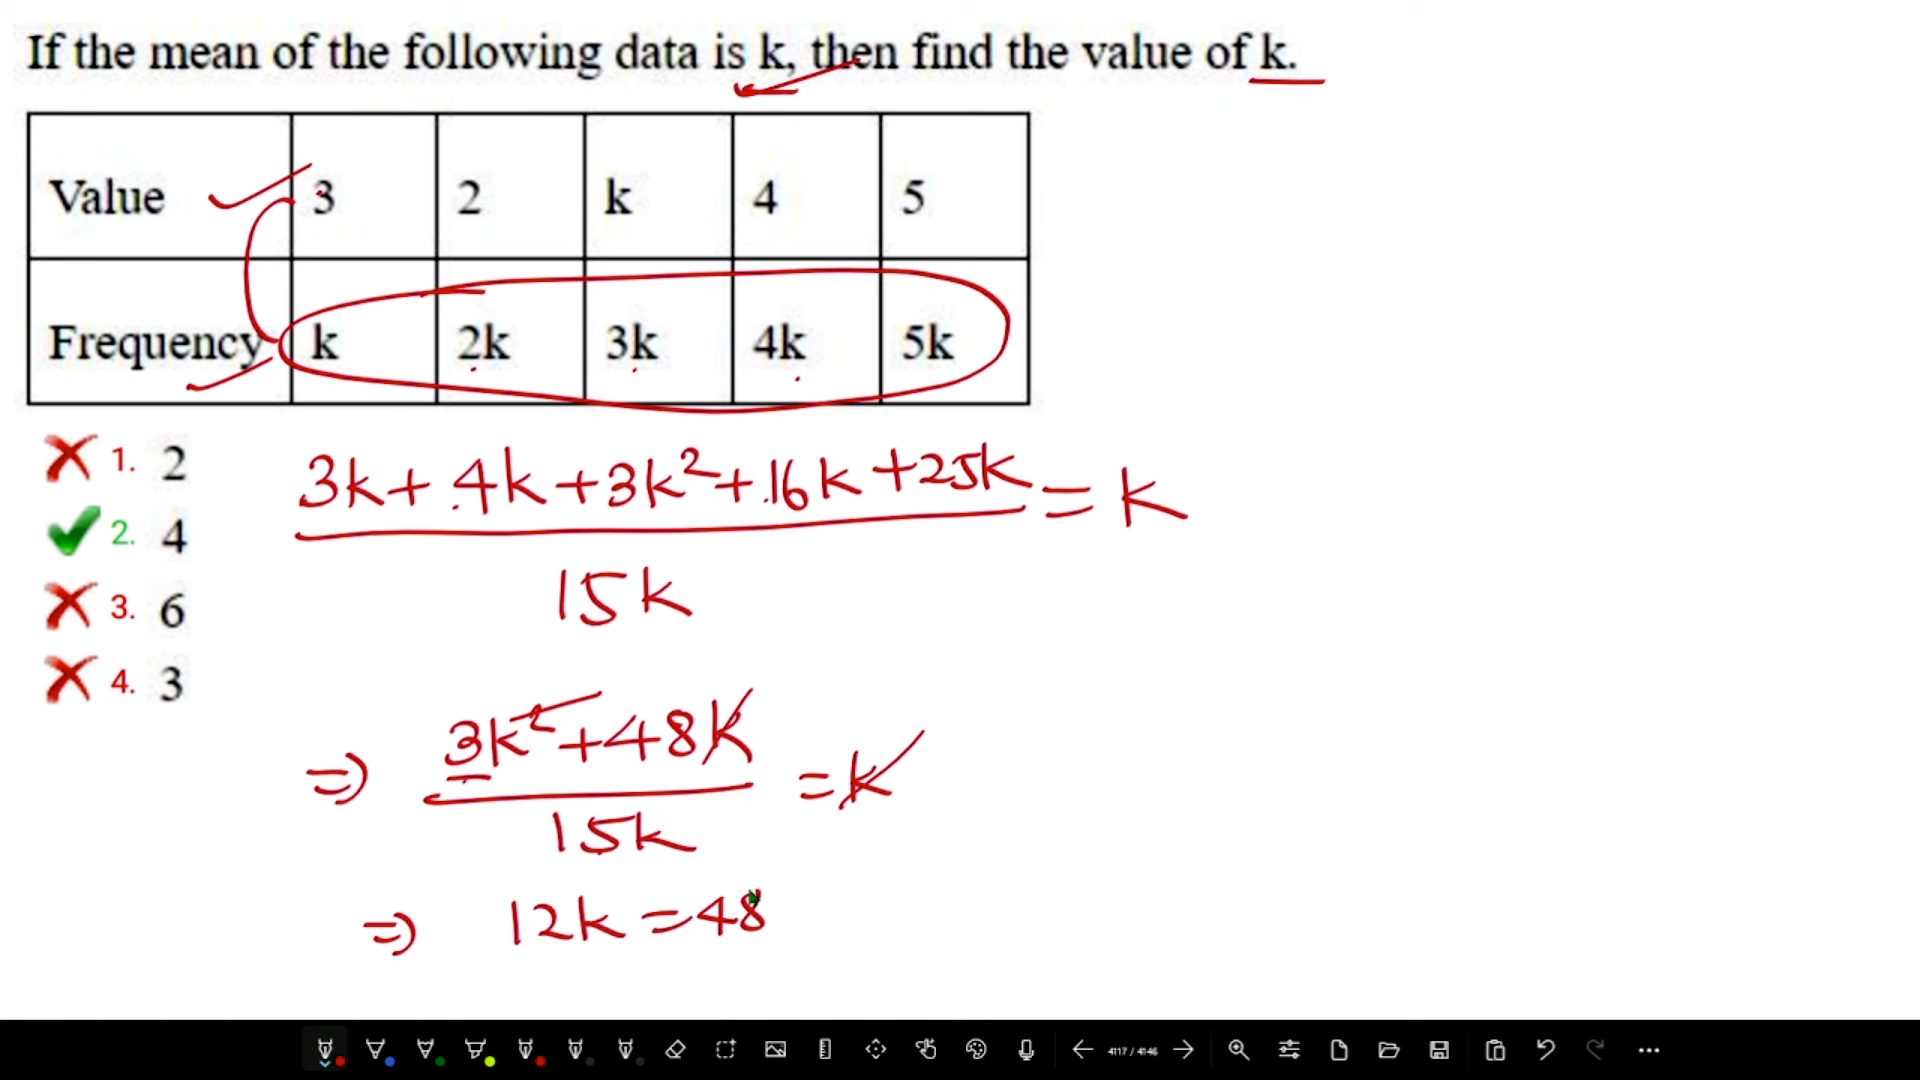 If the mean of the following data is k, then find the value of k.
Value 3 2 k 4 5
Frequency k 2k 3k 4k 5k
1. 2
2. 4
3. 6
4. 3
3k + 4k + 3k² + 16k + 25k = k
15k
⇒ 3k² + 48k = k
15k
⇒ 12k = 48
4117 / 4146